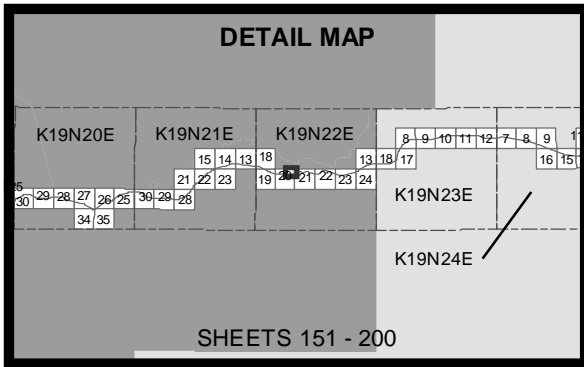 DETAIL MAP
K19N20E K19N21E K19N22E
8 9 10 11 12 7 8 9
15 14 13 18 13 18 17 16 15
21 22 23 19 20 21 22 23 24
25 30 29 28 27 26 25 30 29 28
34 35
K19N23E
K19N24E
SHEETS 151 - 200